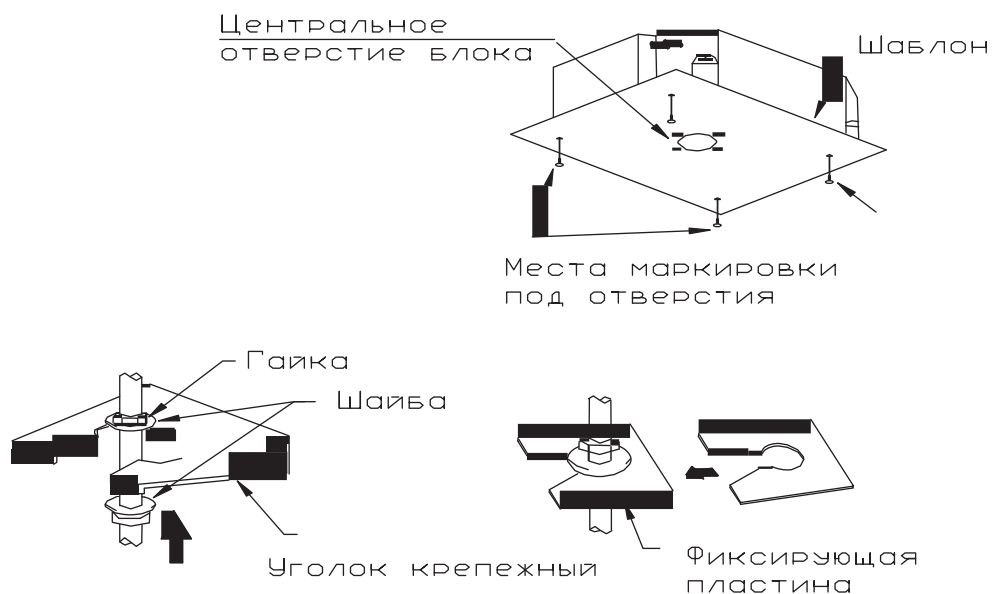 Центральное
отверстие блока
Шаблон
Места маркировки
под отверстия
Гайка
Шайба
Уголок крепежный
Фиксирующая
пластина